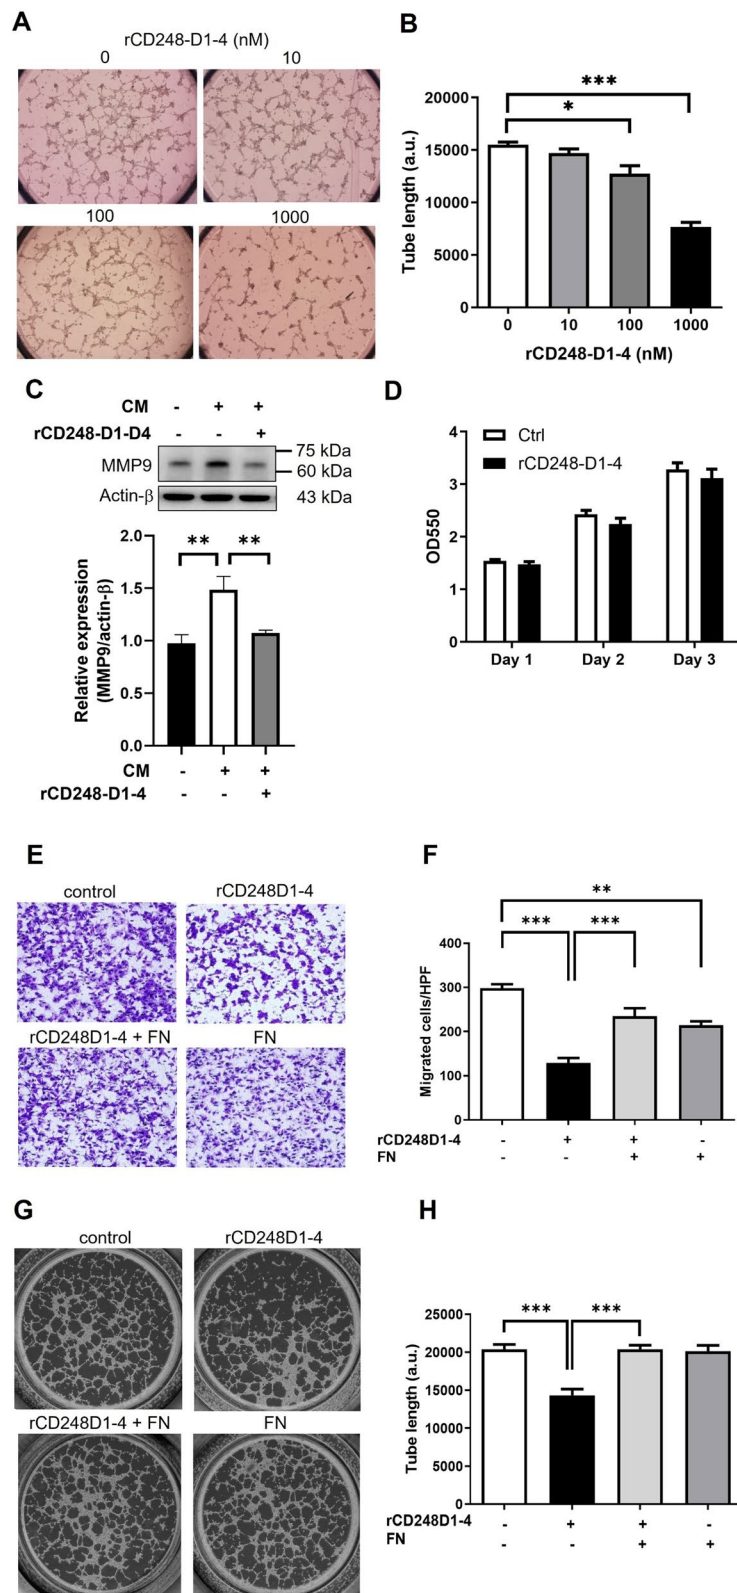 A
rCD248-D1-4 (nM)
0
10
100
1000
B
***
*
20000
15000
10000
5000
0
Tube length (a.u.)
0 10 100 1000
rCD248-D1-4 (nM)
C
CM - + +
rCD248-D1-D4 - - +
MMP9
75 kDa
60 kDa
Actin-β
43 kDa
** **
2.0
1.5
1.0
0.5
0.0
Relative expression
(MMP9/actin-β)
CM - + +
rCD248-D1-4 - - +
D
Ctrl
rCD248-D1-4
4
3
2
1
0
OD550
Day 1 Day 2 Day 3
E
control
rCD248D1-4
rCD248D1-4 + FN
FN
F
**
*** ***
400
300
200
100
0
Migrated cells/HPF
rCD248D1-4 - + + -
FN - - + +
G
control
rCD248D1-4
rCD248D1-4 + FN
FN
H
*** ***
25000
20000
15000
10000
5000
0
Tube length (a.u.)
rCD248D1-4 - + + -
FN - - + +